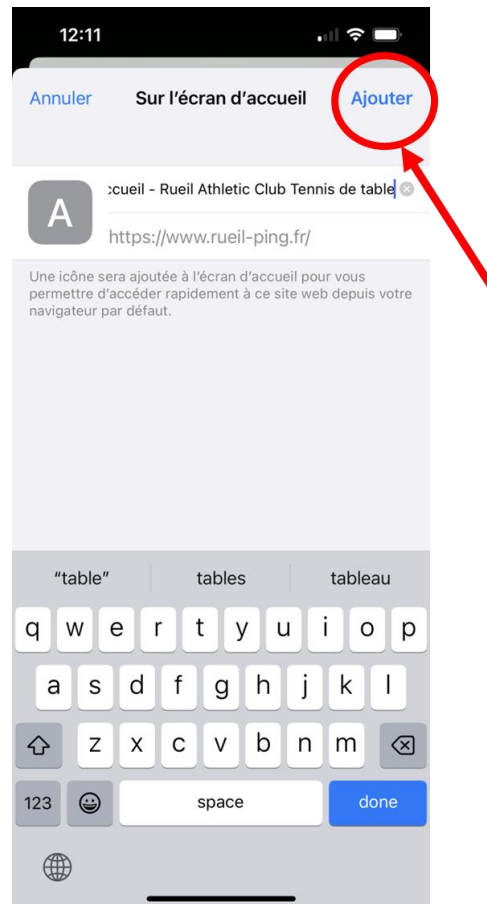 12:11
Annuler Sur l'écran d'accueil Ajouter
A
:cueil - Rueil Athletic Club Tennis de table
https://www.rueil-ping.fr/
Une icône sera ajoutée à l'écran d'accueil pour vous
permettre d'accéder rapidement à ce site web depuis votre
navigateur par défaut.
“table” tables tableau
q w e r t y u i o p
a s d f g h j k l
z x c v b n m
123 space done